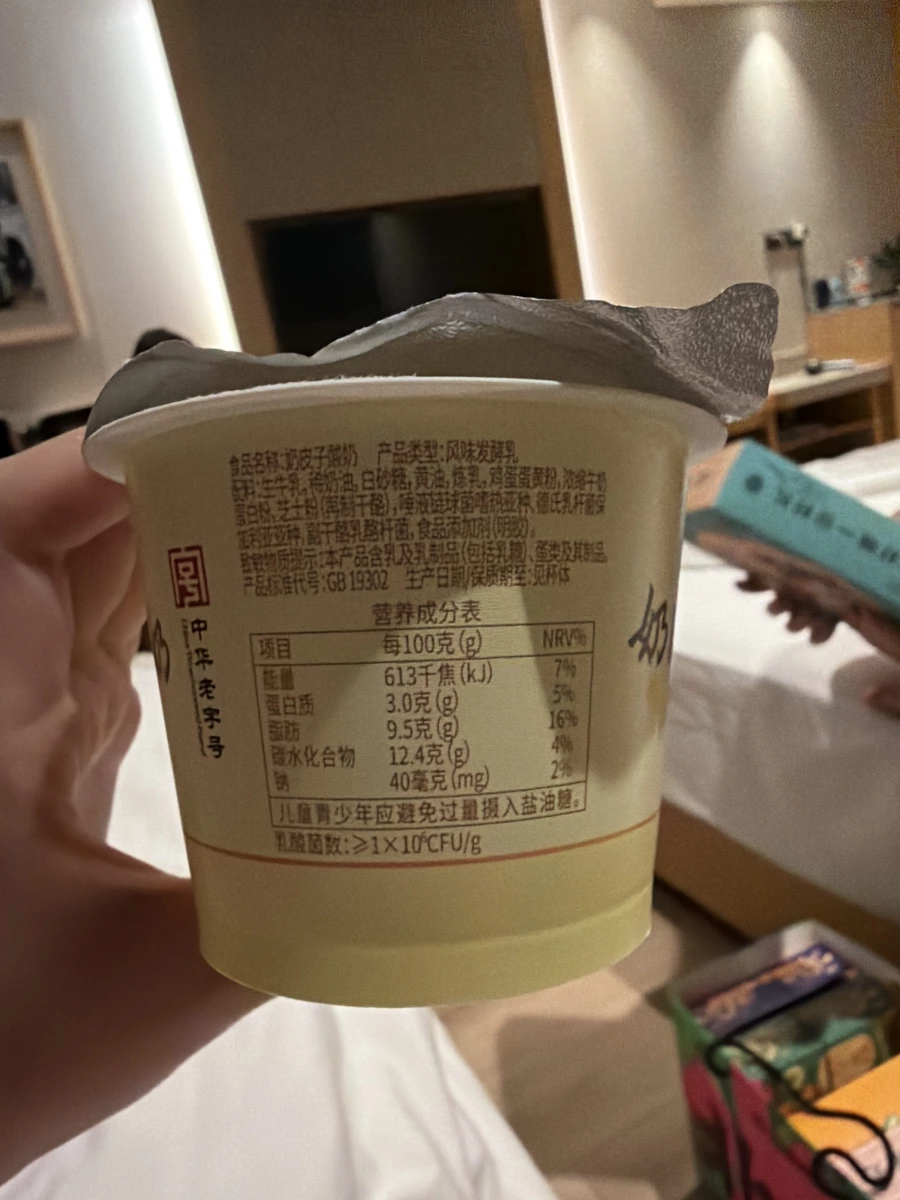 食品名称:奶皮子酸奶 产品类型:风味发酵乳
配料:生牛乳,稀奶油,白砂糖,黄油,炼乳,鸡蛋蛋黄粉,浓缩牛奶
蛋白粉,芝士粉(再制干酪),唾液链球菌嗜热亚种,德氏乳杆菌保
加利亚亚种,副干酪乳酪杆菌,食品添加剂(明胶)。
致敏物质提示:本产品含乳及乳制品(包括乳糖)、蛋类及其制品。
产品标准代号:GB 19302 生产日期/保质期至:见杯体
营养成分表
项目 每100克(g) NRV%
能量 613千焦(kJ) 7%
蛋白质 3.0克(g) 5%
脂肪 9.5克(g) 16%
碳水化合物 12.4克(g) 4%
钠 40毫克(mg) 2%
儿童青少年应避免过量摄入盐油糖。
乳酸菌数:≥1×10⁶CFU/g
号
中华老字号
奶